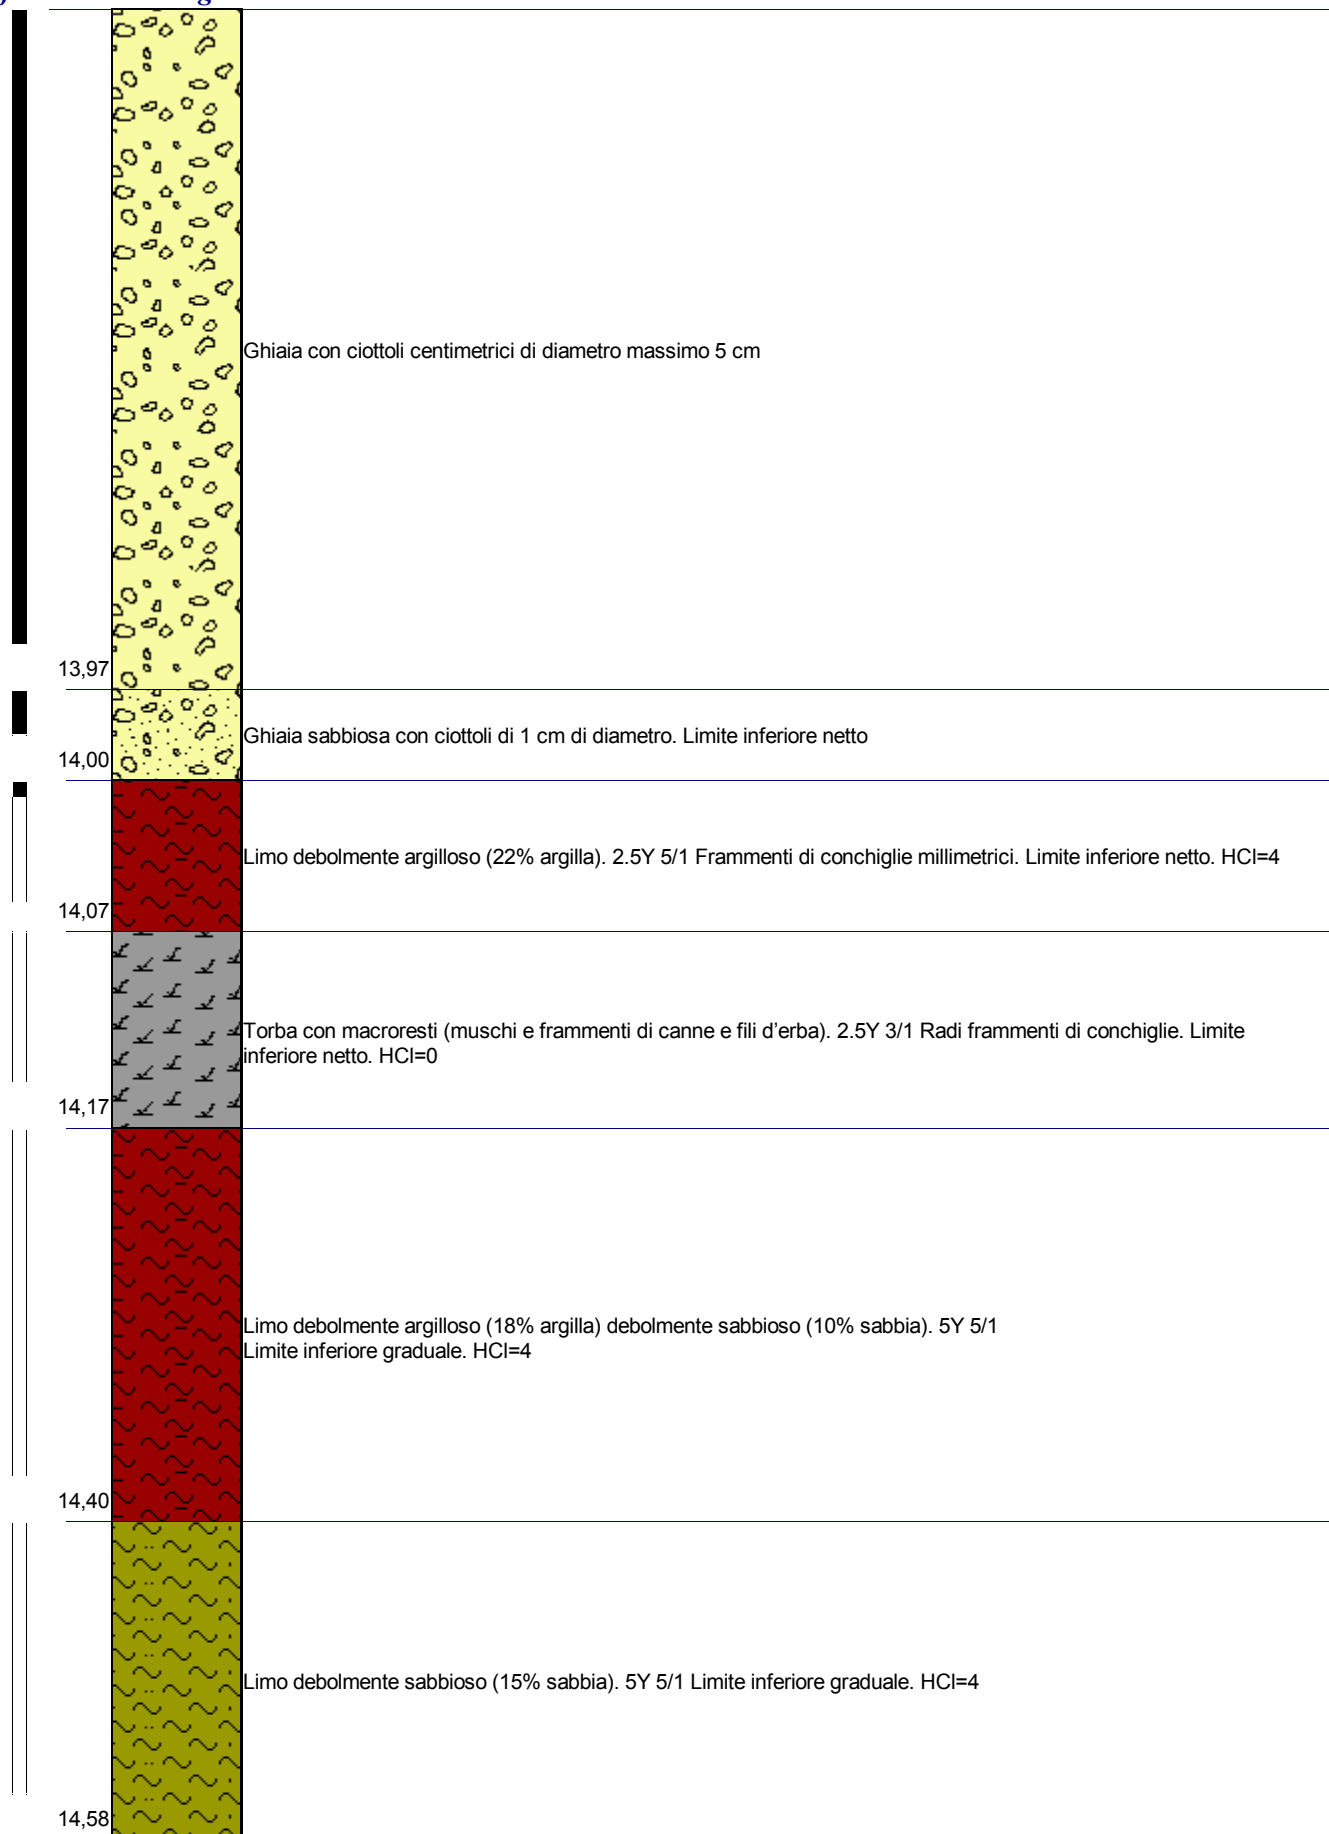 Ghiaia con ciottoli centimetrici di diametro massimo 5 cm
13,97
Ghiaia sabbiosa con ciottoli di 1 cm di diametro. Limite inferiore netto
14,00
Limo debolmente argilloso (22% argilla). 2.5Y 5/1 Frammenti di conchiglie millimetrici. Limite inferiore netto. HCl=4
14,07
Torba con macroresti (muschi e frammenti di canne e fili d’erba). 2.5Y 3/1 Radi frammenti di conchiglie. Limite
inferiore netto. HCl=0
14,17
Limo debolmente argilloso (18% argilla) debolmente sabbioso (10% sabbia). 5Y 5/1
Limite inferiore graduale. HCl=4
14,40
Limo debolmente sabbioso (15% sabbia). 5Y 5/1 Limite inferiore graduale. HCl=4
14,58